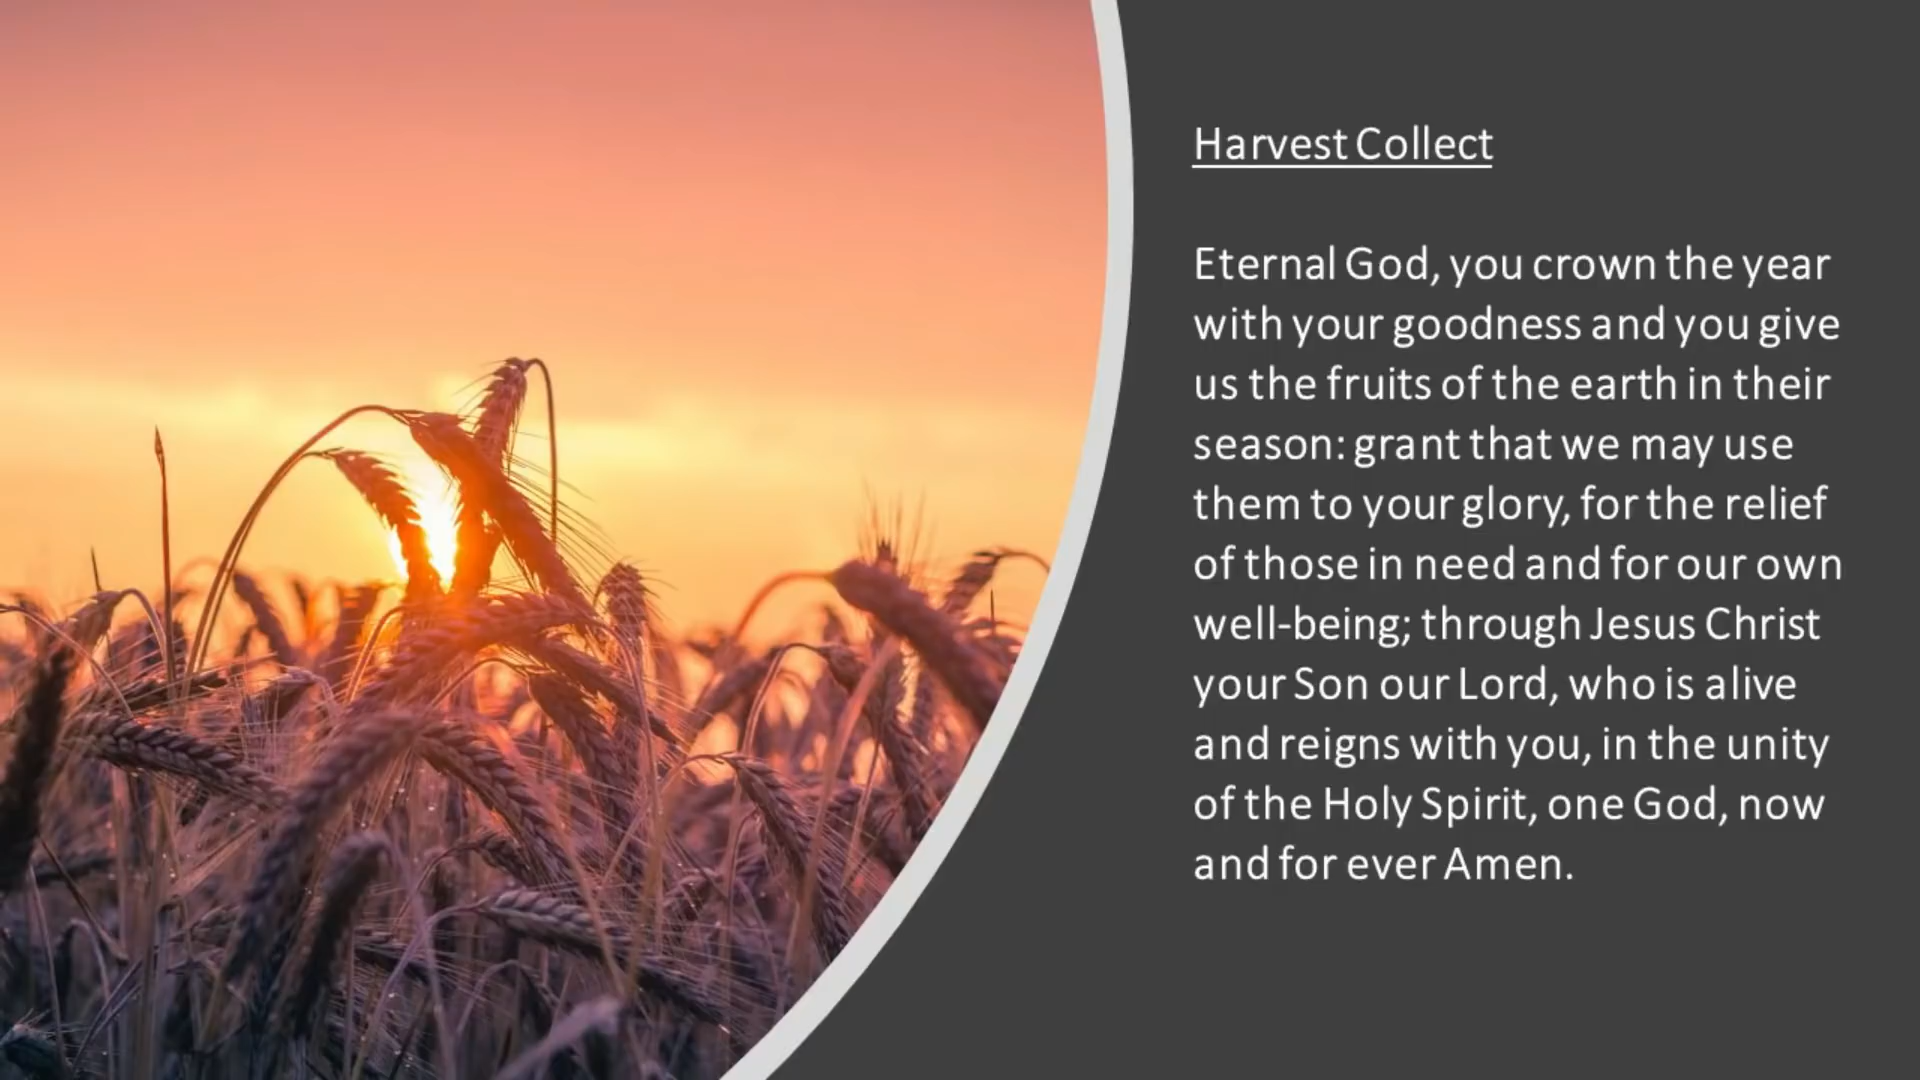 Harvest Collect
Eternal God, you crown the year
with your goodness and you give
us the fruits of the earth in their
season: grant that we may use
them to your glory, for the relief
of those in need and for our own
well-being; through Jesus Christ
your Son our Lord, who is alive
and reigns with you, in the unity
of the Holy Spirit, one God, now
and for ever Amen.